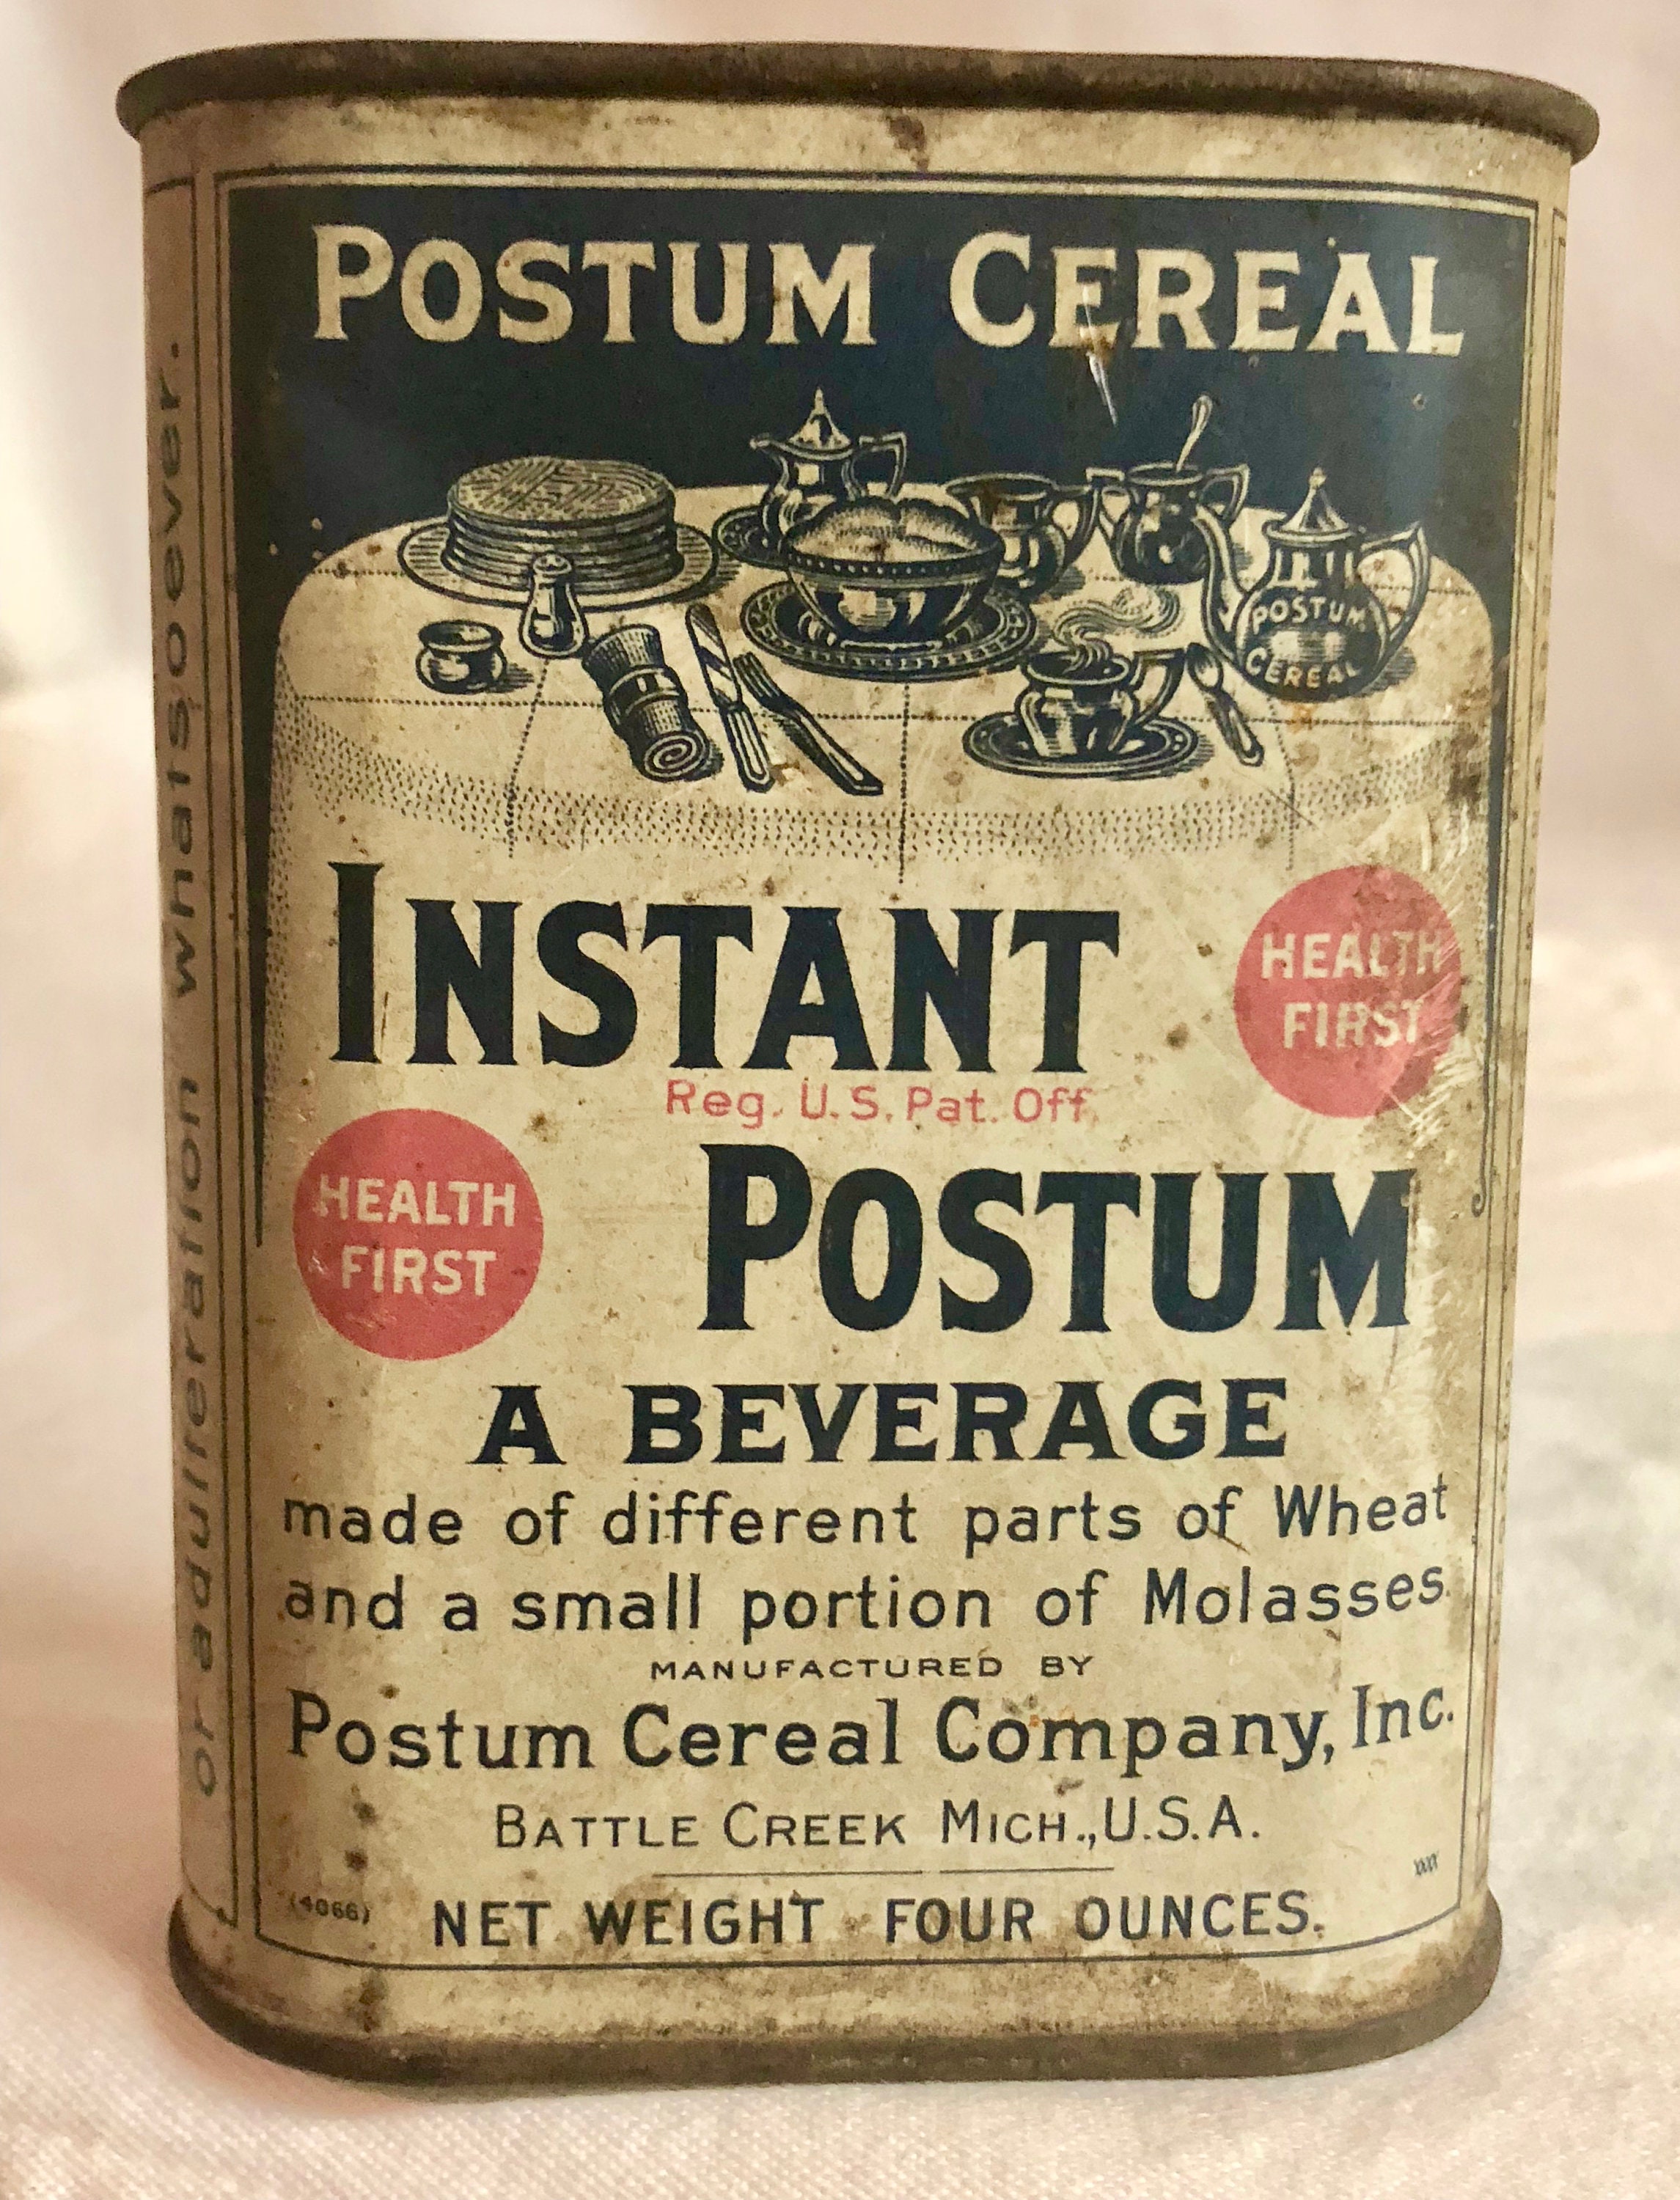 POSTUM CEREAL
POSTUM
CEREAL
INSTANT
HEALTH
FIRST
Reg. U.S. Pat. Off.
HEALTH
FIRST
POSTUM
A BEVERAGE
made of different parts of Wheat
and a small portion of Molasses
MANUFACTURED BY
Postum Cereal Company, Inc.
BATTLE CREEK MICH., U.S.A.
(4066)
NET WEIGHT FOUR OUNCES.
or adulteration whatsoever.